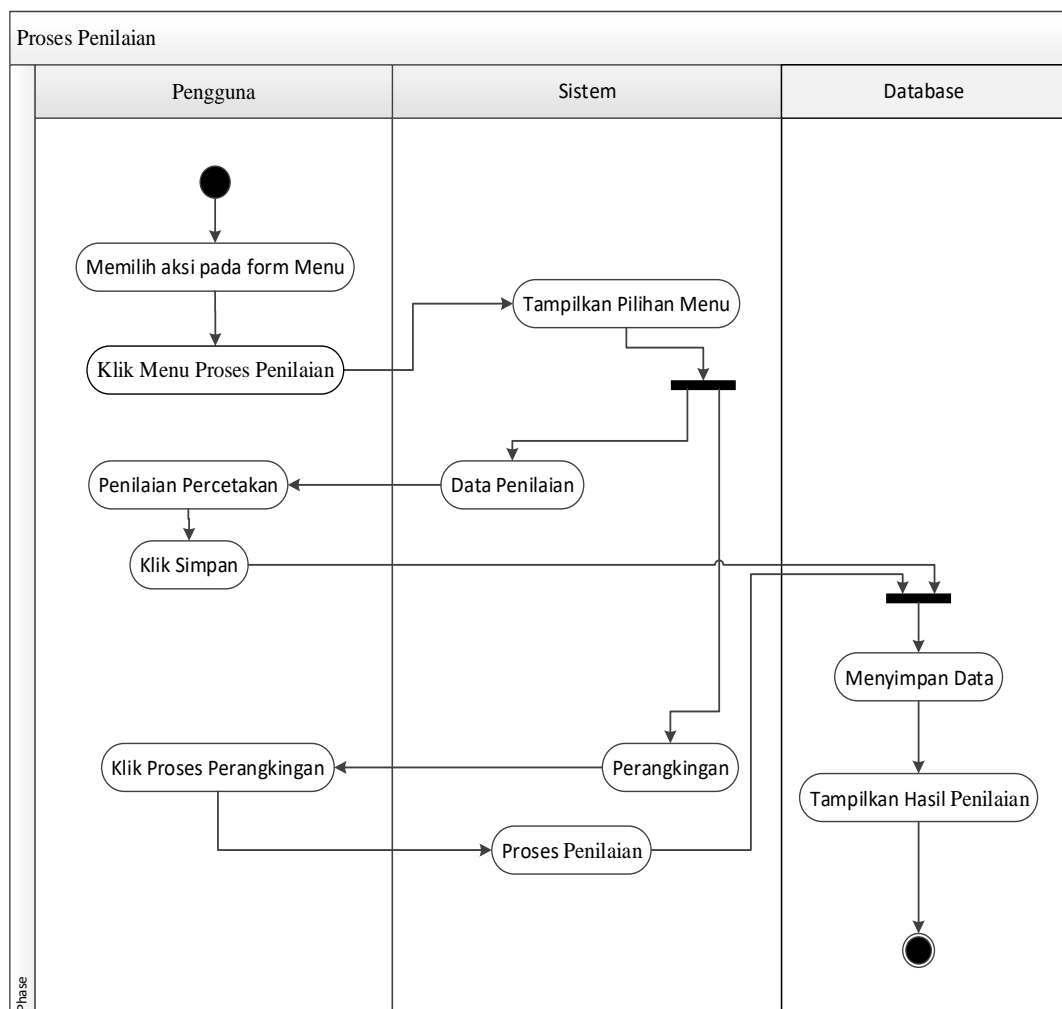 Proses Penilaian
Pengguna
Sistem
Database
Memilih aksi pada form Menu
Tampilkan Pilihan Menu
Klik Menu Proses Penilaian
Penilaian Percetakan
Data Penilaian
Klik Simpan
Menyimpan Data
Klik Proses Perangkingan
Perangkingan
Tampilkan Hasil Penilaian
Proses Penilaian
Phase